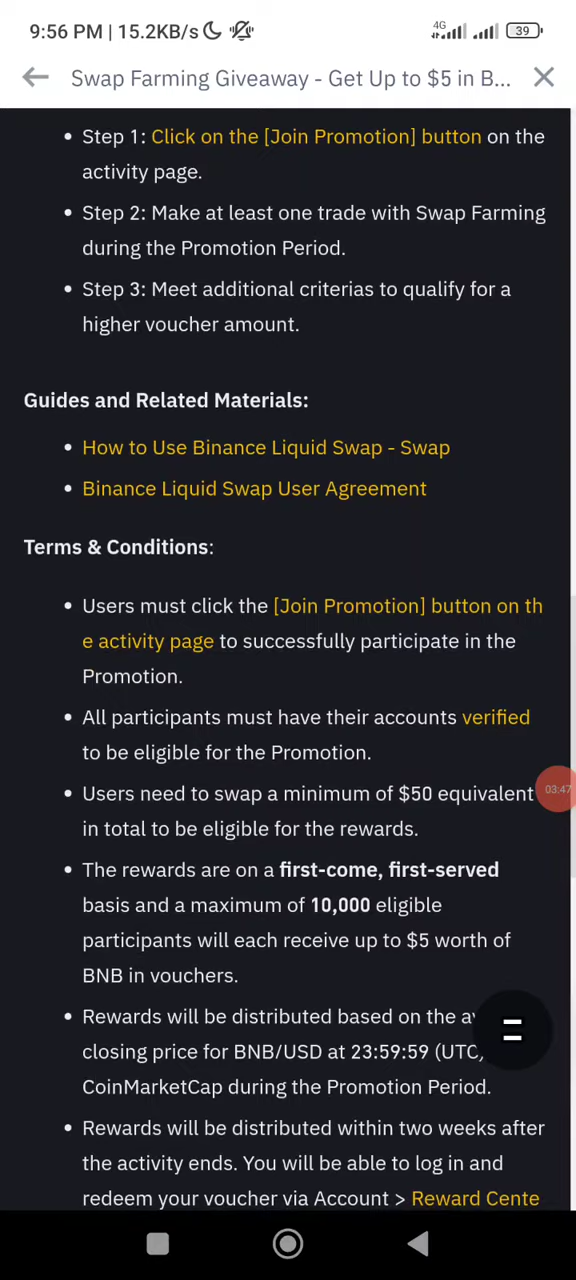 9:56 PM | 15.2KB/s
4G
39
Swap Farming Giveaway - Get Up to $5 in B...
• Step 1: Click on the [Join Promotion] button on the
activity page.
• Step 2: Make at least one trade with Swap Farming
during the Promotion Period.
• Step 3: Meet additional criterias to qualify for a
higher voucher amount.
Guides and Related Materials:
• How to Use Binance Liquid Swap - Swap
• Binance Liquid Swap User Agreement
Terms & Conditions:
• Users must click the [Join Promotion] button on th
e activity page to successfully participate in the
Promotion.
• All participants must have their accounts verified
to be eligible for the Promotion.
• Users need to swap a minimum of $50 equivalent
03:47
in total to be eligible for the rewards.
• The rewards are on a first-come, first-served
basis and a maximum of 10,000 eligible
participants will each receive up to $5 worth of
BNB in vouchers.
• Rewards will be distributed based on the
closing price for BNB/USD at 23:59:59 (UTC)
CoinMarketCap during the Promotion Period.
• Rewards will be distributed within two weeks after
the activity ends. You will be able to log in and
redeem your voucher via Account > Reward Cente